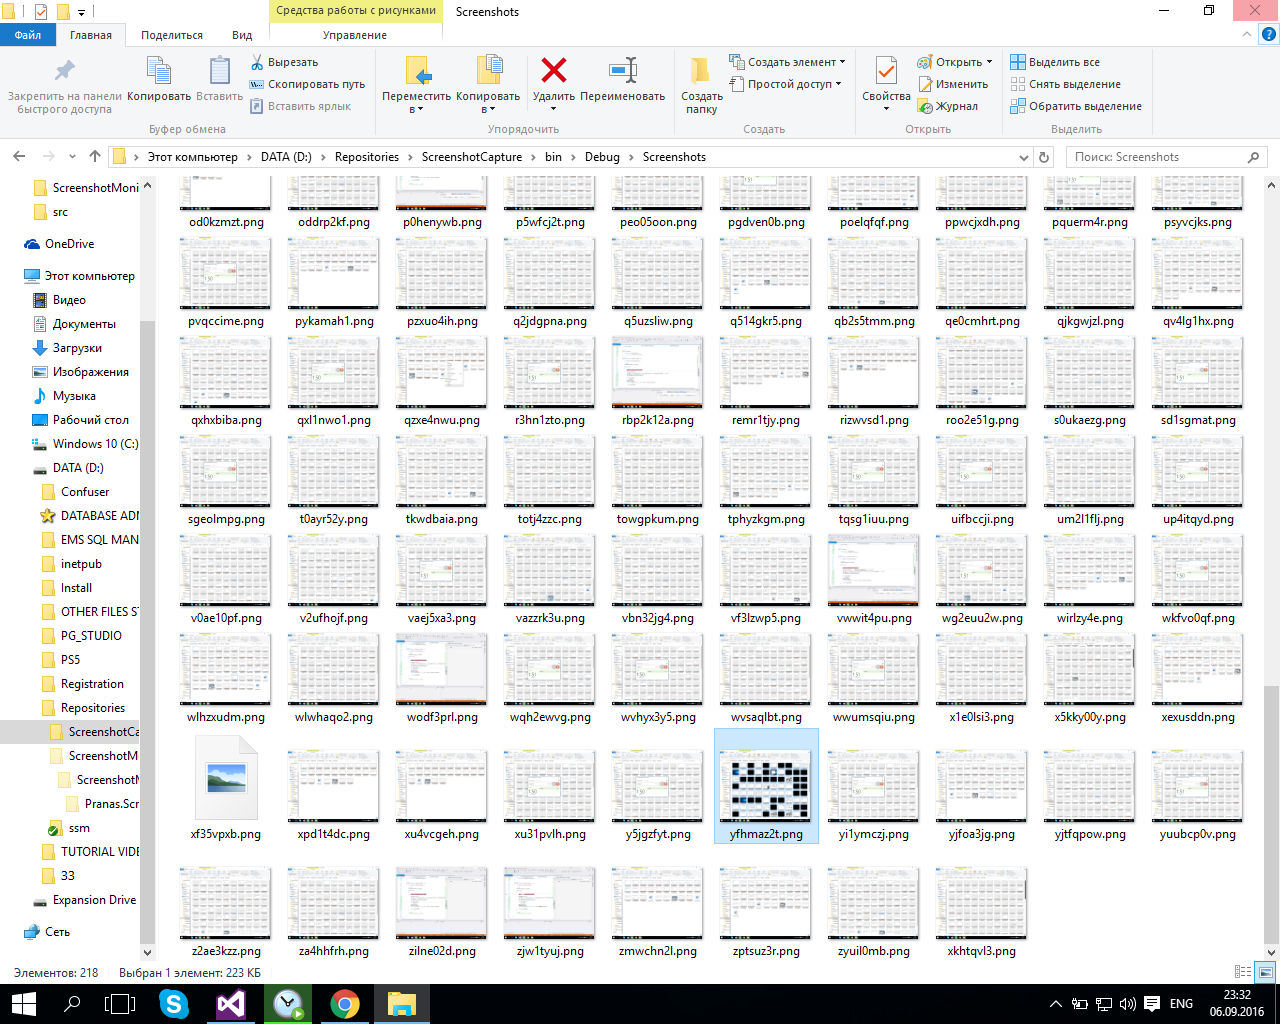 Средства работы с рисунками
Screenshots
Файл
Главная
Поделиться
Вид
Управление
Закрепить на панели быстрого доступа
Копировать
Вставить
Вырезать
Скопировать путь
Вставить ярлык
Буфер обмена
Переместить в
Копировать в
Удалить
Переименовать
Упорядочить
Создать папку
Создать элемент
Простой доступ
Создать
Свойства
Открыть
Изменить
Журнал
Открыть
Выделить все
Снять выделение
Обратить выделение
Выделить
Этот компьютер
DATA (D:)
Repositories
ScreenshotCapture
bin
Debug
Screenshots
Поиск: Screenshots
ScreenshotMoni
src
OneDrive
Этот компьютер
Видео
Документы
Загрузки
Изображения
Музыка
Рабочий стол
Windows 10 (C:)
DATA (D:)
Confuser
DATABASE ADM
EMS SQL MAN
inetpub
Install
OTHER FILES ST
PG_STUDIO
PS5
Registration
Repositories
ScreenshotCa
ScreenshotM
ScreenshotM
Pranas.Scr
ssm
TUTORIAL VIDE
33
Expansion Drive
Сеть
od0kzmzt.png oddrp2kf.png p0henywb.png p5wfcj2t.png peo05oon.png pgdven0b.png poelqfqf.png ppwcjxdh.png pquerm4r.png psyvcjks.png
pvqccime.png pykamah1.png pzxuo4ih.png q2jdgpna.png q5uzsliw.png q514gkr5.png qb2s5tmm.png qe0cmhrt.png qjkgwjzl.png qv4lg1hx.png
qxhxbiba.png qxl1nwo1.png qzxe4nwu.png r3hn1zto.png rbp2k12a.png remr1tjy.png rizwvsd1.png roo2e51g.png s0ukaezg.png sd1sgmat.png
sgeolmpg.png t0ayr52y.png tkwdbaia.png totj4zzc.png towgpkum.png tphyzkgm.png tqsg1iuu.png uifbccji.png um2l1flj.png up4itqyd.png
v0ae10pf.png v2ufhojf.png vaej5xa3.png vazzrk3u.png vbn32jg4.png vf3lzwp5.png vwwit4pu.png wg2euu2w.png wirlzy4e.png wkfvo0qf.png
wlhzxudm.png wlwhaqo2.png wodf3prl.png wqh2ewvg.png wvhyx3y5.png wvsaqlbt.png wwumsqiu.png x1e0lsi3.png x5kky00y.png xexusddn.png
xf35vpxb.png xpd1t4dc.png xu4vcgeh.png xu31pvlh.png y5jgzfyt.png yfhmaz2t.png yi1ymczj.png yjfoa3jg.png yjtfqpow.png yuubcp0v.png
z2ae3kzz.png za4hhfrh.png zilne02d.png zjw1tyuj.png zmwchn2l.png zptsuz3r.png zyuil0mb.png xkhtqvl3.png
Элементов: 218
Выбран 1 элемент: 223 КБ
ENG
23:32
06.09.2016